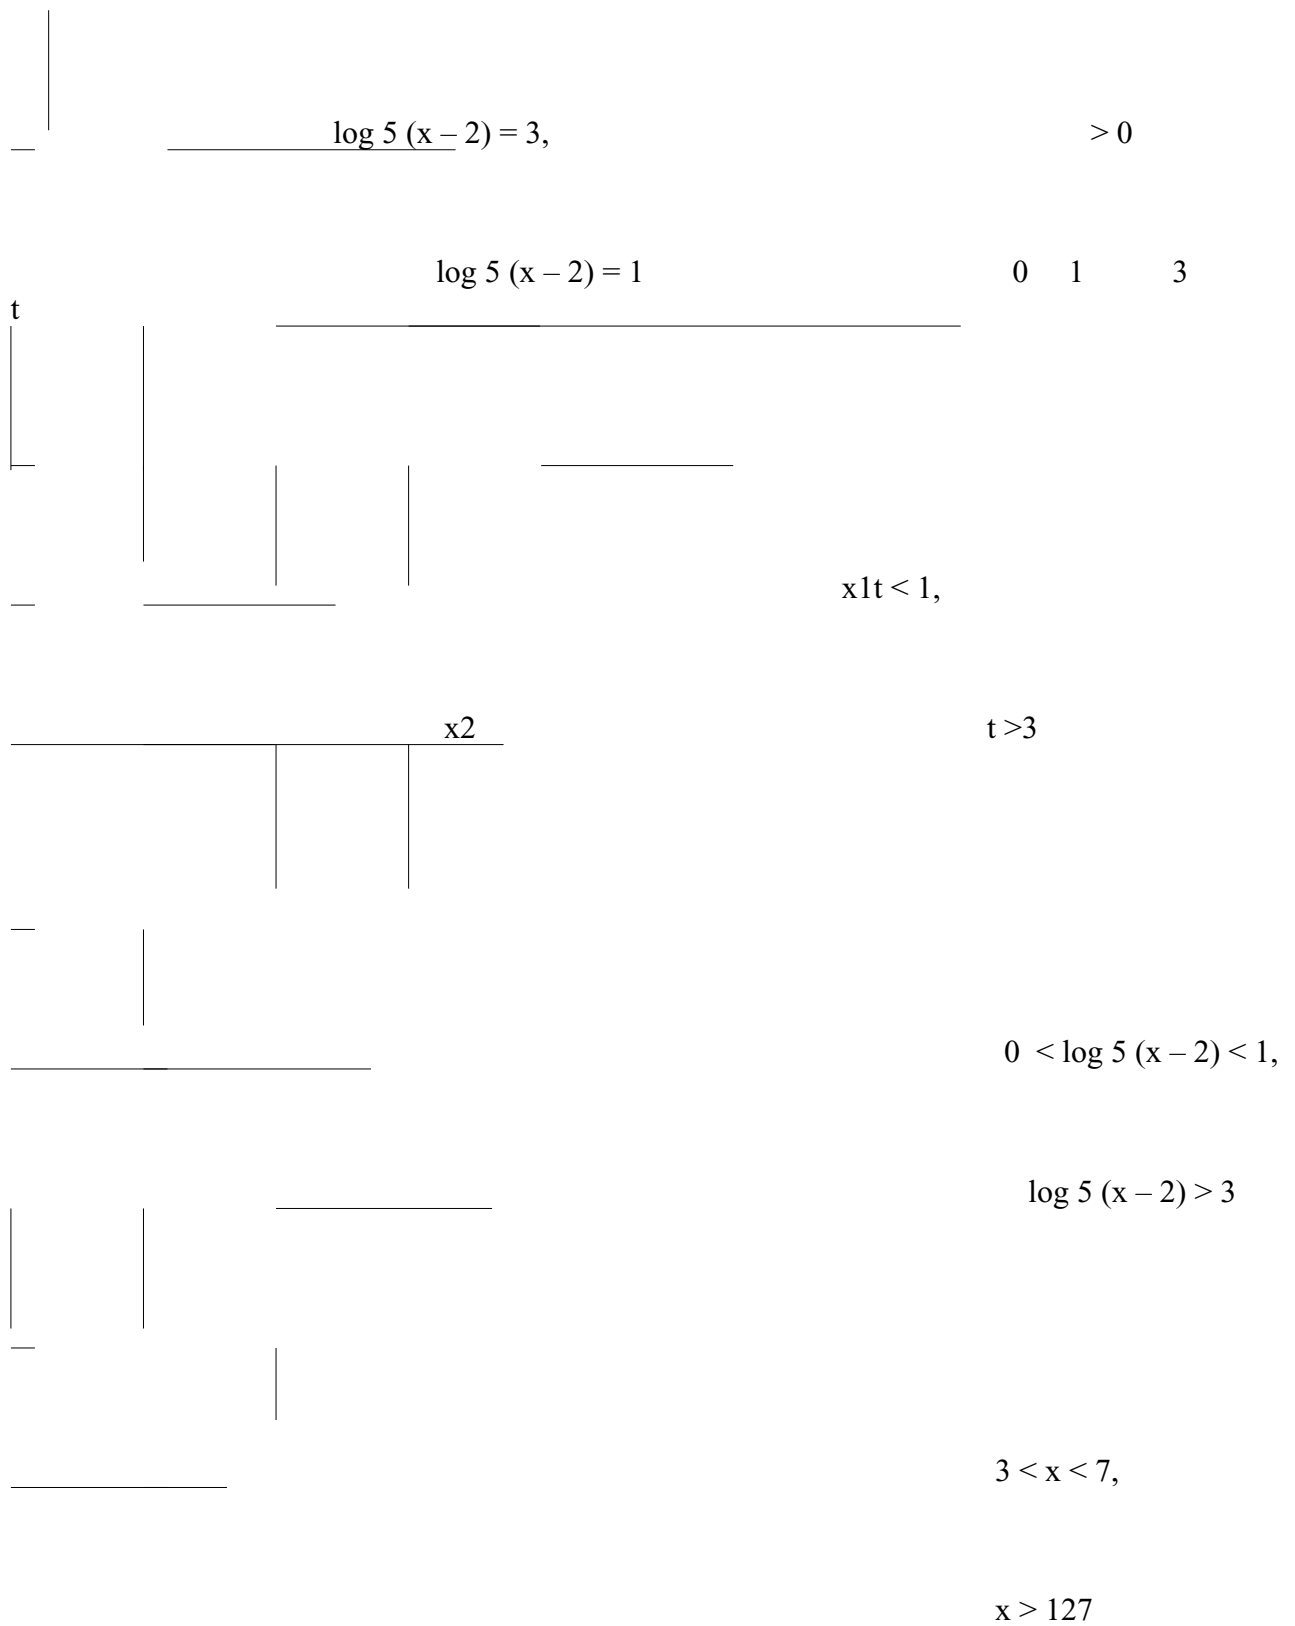 log 5 (x – 2) = 3, > 0
log 5 (x – 2) = 1 0 1 3
t
x1t < 1,
x2 t >3
0 < log 5 (x – 2) < 1,
log 5 (x – 2) > 3
3 < x < 7,
x > 127